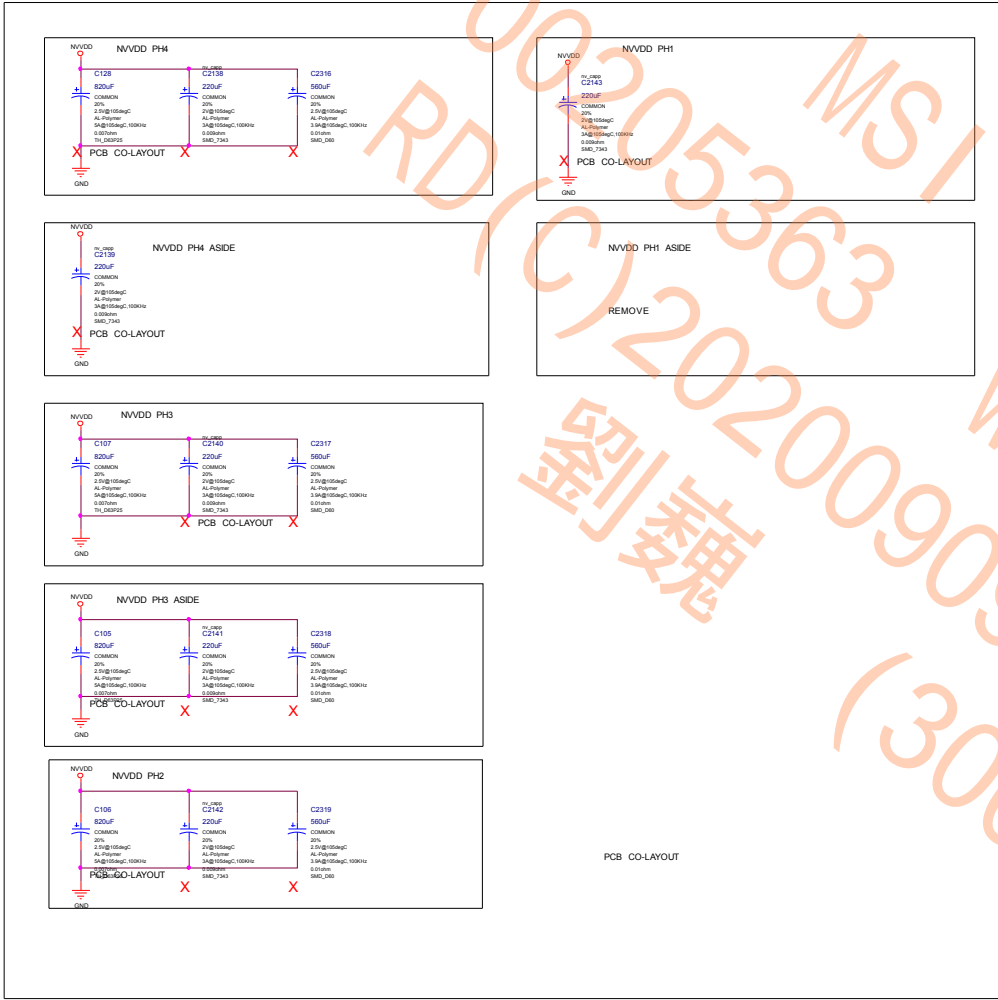 NVVDD PH4
NVVDD
C128
820uF
COMMON
20%
2.5V@105degC
AL-Polymer
5A@105degC,100KHz
0.007ohm
TH_D63P25
nv_capp
C2138
220uF
COMMON
20%
2V@105degC
AL-Polymer
3A@105degC,100KHz
0.009ohm
SMD_7343
C2316
560uF
COMMON
20%
2.5V@105degC
AL-Polymer
3.9A@105degC,100KHz
0.01ohm
SMD_D80
X PCB CO-LAYOUT X X
GND
NVVDD PH1
NVVDD
nv_capp
C2143
220uF
COMMON
20%
2V@105degC
AL-Polymer
3A@105degC,100KHz
0.009ohm
SMD_7343
X PCB CO-LAYOUT
GND
NVVDD PH4 ASIDE
NVVDD
nv_capp
C2139
220uF
COMMON
20%
2V@105degC
AL-Polymer
3A@105degC,100KHz
0.009ohm
SMD_7343
X PCB CO-LAYOUT
GND
NVVDD PH1 ASIDE
REMOVE
NVVDD PH3
NVVDD
C107
820uF
COMMON
20%
2.5V@105degC
AL-Polymer
5A@105degC,100KHz
0.007ohm
TH_D63P25
nv_capp
C2140
220uF
COMMON
20%
2V@105degC
AL-Polymer
3A@105degC,100KHz
0.009ohm
SMD_7343
C2317
560uF
COMMON
20%
2.5V@105degC
AL-Polymer
3.9A@105degC,100KHz
0.01ohm
SMD_D80
X PCB CO-LAYOUT X
GND
NVVDD PH3 ASIDE
NVVDD
C105
820uF
COMMON
20%
2.5V@105degC
AL-Polymer
5A@105degC,100KHz
0.007ohm
TH_D63P25
nv_capp
C2141
220uF
COMMON
20%
2V@105degC
AL-Polymer
3A@105degC,100KHz
0.009ohm
SMD_7343
C2318
560uF
COMMON
20%
2.5V@105degC
AL-Polymer
3.9A@105degC,100KHz
0.01ohm
SMD_D80
PCB CO-LAYOUT X X
GND
NVVDD PH2
NVVDD
C106
820uF
COMMON
20%
2.5V@105degC
AL-Polymer
5A@105degC,100KHz
0.007ohm
nv_capp
C2142
220uF
COMMON
20%
2V@105degC
AL-Polymer
3A@105degC,100KHz
0.009ohm
SMD_7343
C2319
560uF
COMMON
20%
2.5V@105degC
AL-Polymer
3.9A@105degC,100KHz
0.01ohm
SMD_D80
PCB CO-LAYOUT X X
GND
PCB CO-LAYOUT
MSI
00205363
RD(C)2020090
劉巍
(30